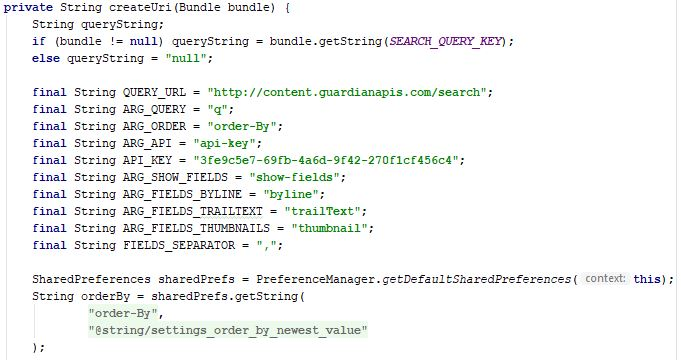 private String createUri(Bundle bundle) {
String queryString;
if (bundle != null) queryString = bundle.getString(SEARCH_QUERY_KEY);
else queryString = "null";
final String QUERY_URL = "http://content.guardianapis.com/search";
final String ARG_QUERY = "q";
final String ARG_ORDER = "order-By";
final String ARG_API = "api-key";
final String API_KEY = "3fe9c5e7-69fb-4a6d-9f42-270f1cf456c4";
final String ARG_SHOW_FIELDS = "show-fields";
final String ARG_FIELDS_BYLINE = "byline";
final String ARG_FIELDS_TRAILTEXT = "trailText";
final String ARG_FIELDS_THUMBNAILS = "thumbnail";
final String FIELDS_SEPARATOR = ",";
SharedPreferences sharedPrefs = PreferenceManager.getDefaultSharedPreferences( context: this);
String orderBy = sharedPrefs.getString(
"order-By",
"@string/settings_order_by_newest_value"
);